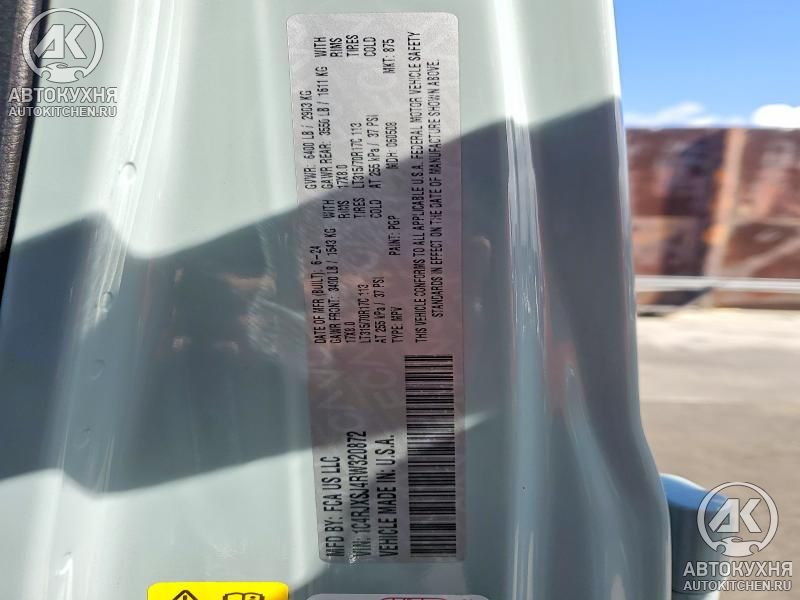 MFD BY: FCA US LLC
DATE OF MFR (BUILT): 6-24
GVWR: 6400 LB / 2903 KG
GAWR FRONT: 3400 LB / 1543 KG WITH
GAWR REAR: 3550 LB / 1611 KG WITH
17X8.0 RIMS
17X8.0 RIMS
LT315/70R17C 113 TIRES
LT315/70R17C 113 TIRES
AT 255 kPa / 37 PSI COLD
AT 255 kPa / 37 PSI COLD
VIN: 1C4RJXSJ4RW320872
TYPE: MPV
PAINT: PGP
MDH: 060508
MKT: 875
VEHICLE MADE IN: U.S.A.
THIS VEHICLE CONFORMS TO ALL APPLICABLE U.S.A. FEDERAL MOTOR VEHICLE SAFETY
STANDARDS IN EFFECT ON THE DATE OF MANUFACTURE SHOWN ABOVE.
АВТОКУХНЯ
AUTOKITCHEN.RU
АВТОКУХНЯ
AUTOKITCHEN.RU